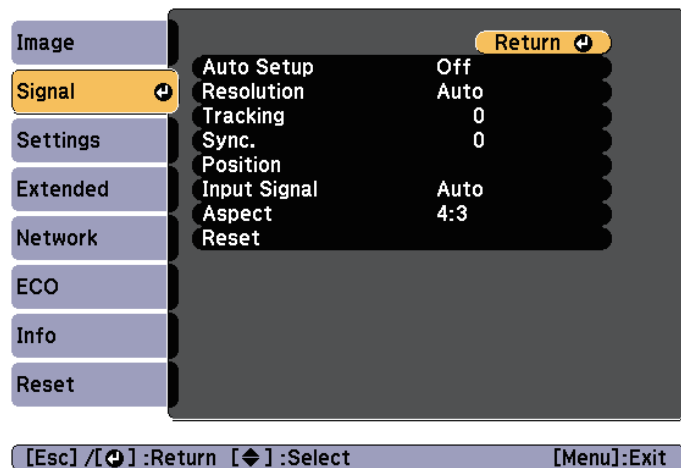 Image
Signal
Settings
Extended
Network
ECO
Info
Reset
Return
Auto Setup Off
Resolution Auto
Tracking 0
Sync. 0
Position
Input Signal Auto
Aspect 4:3
Reset
[Esc] /[⏎] :Return [◆] :Select [Menu]:Exit